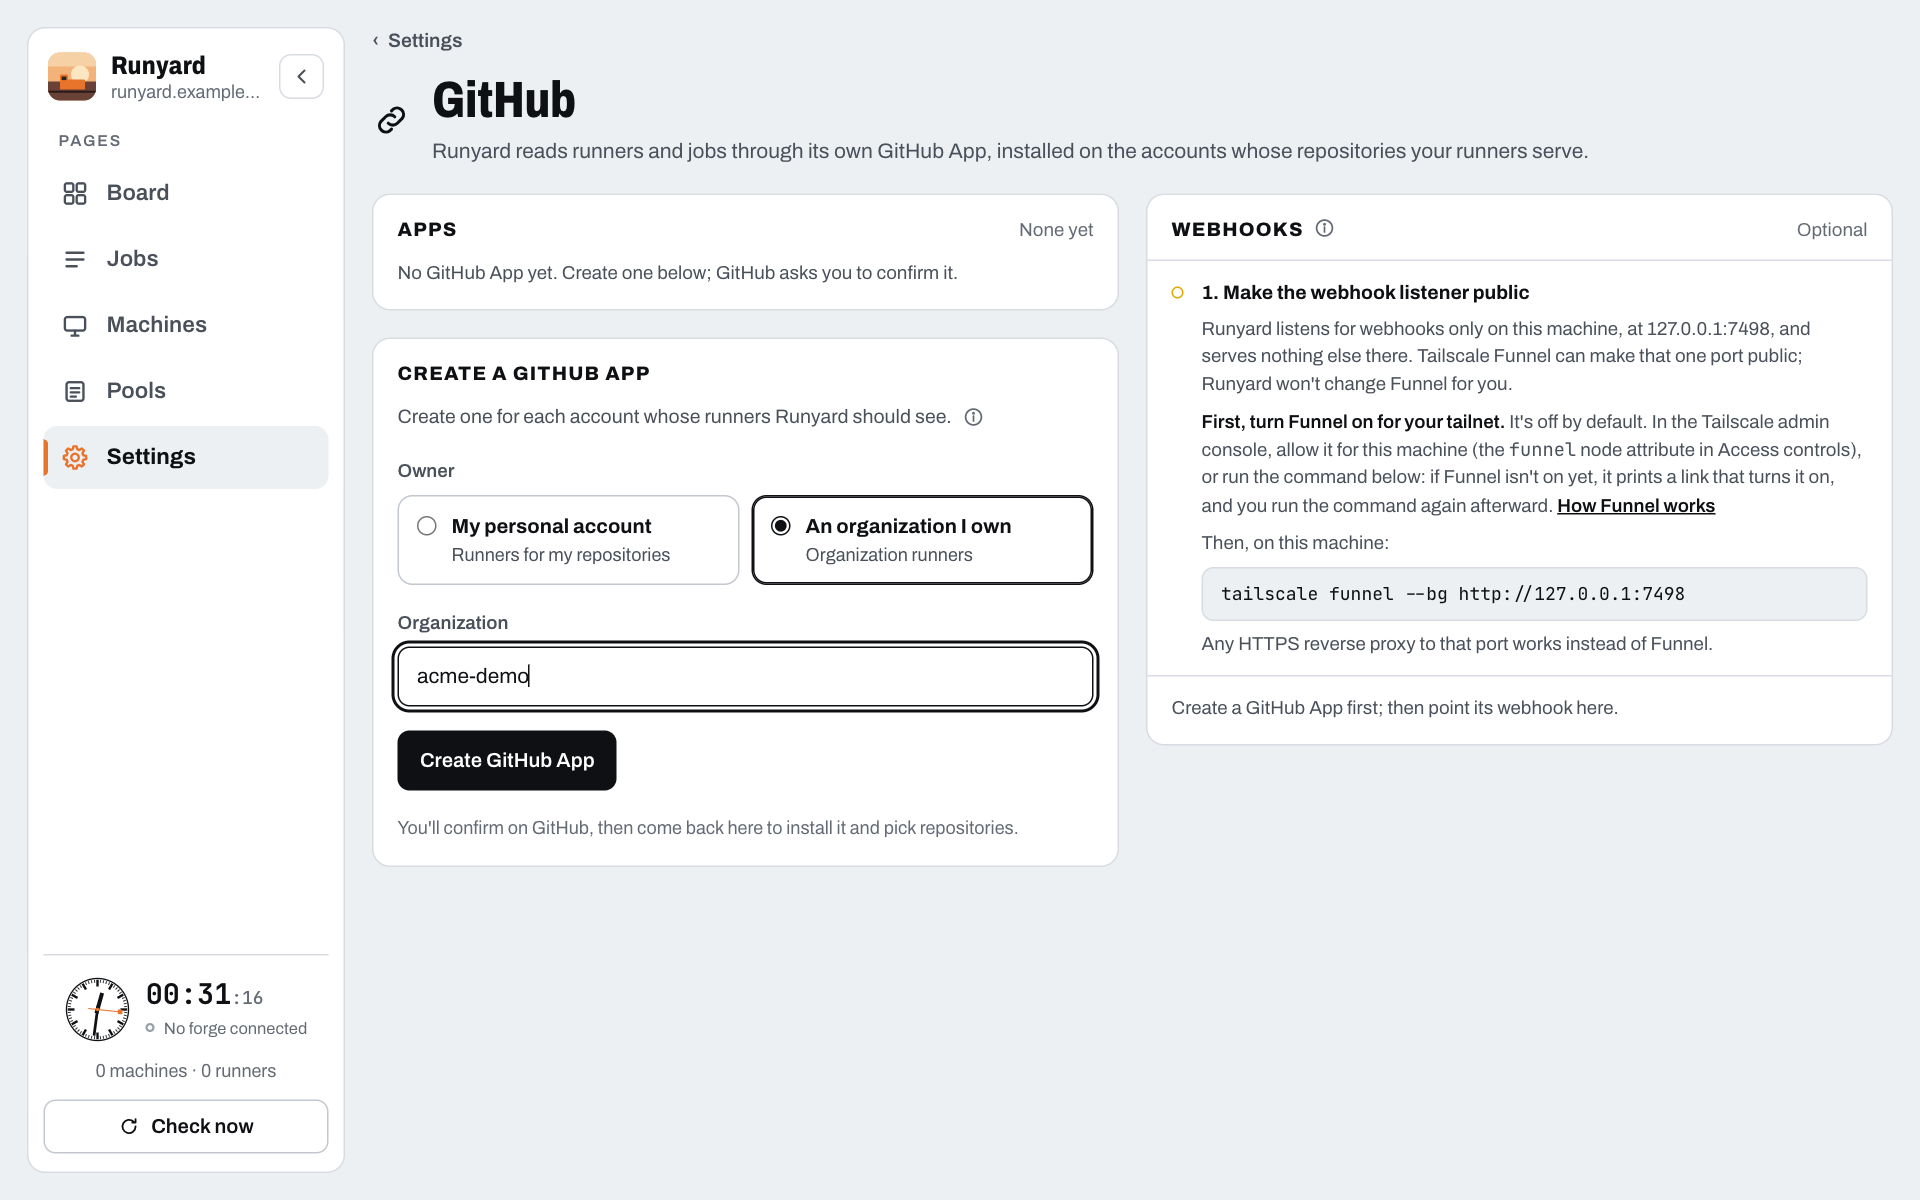 Runyard
runyard.example...
PAGES
Board
Jobs
Machines
Pools
Settings
00:31:16
No forge connected
0 machines · 0 runners
Check now
‹ Settings
GitHub
Runyard reads runners and jobs through its own GitHub App, installed on the accounts whose repositories your runners serve.
APPS
None yet
No GitHub App yet. Create one below; GitHub asks you to confirm it.
CREATE A GITHUB APP
Create one for each account whose runners Runyard should see.
Owner
My personal account
Runners for my repositories
An organization I own
Organization runners
Organization
acme-demo
Create GitHub App
You'll confirm on GitHub, then come back here to install it and pick repositories.
WEBHOOKS
Optional
1. Make the webhook listener public
Runyard listens for webhooks only on this machine, at 127.0.0.1:7498, and
serves nothing else there. Tailscale Funnel can make that one port public;
Runyard won't change Funnel for you.
First, turn Funnel on for your tailnet. It's off by default. In the Tailscale admin
console, allow it for this machine (the funnel node attribute in Access controls),
or run the command below: if Funnel isn't on yet, it prints a link that turns it on,
and you run the command again afterward. How Funnel works
Then, on this machine:
tailscale funnel --bg http://127.0.0.1:7498
Any HTTPS reverse proxy to that port works instead of Funnel.
Create a GitHub App first; then point its webhook here.